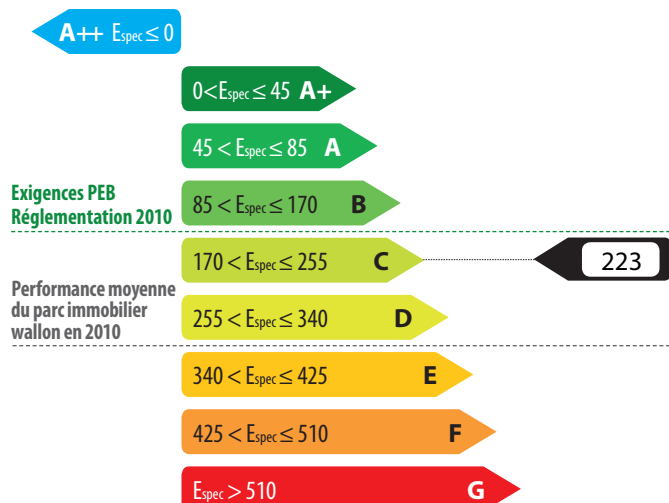 A++ Espec ≤ 0
0<Espec ≤ 45 A+
45 < Espec ≤ 85 A
Exigences PEB
Réglementation 2010
85 < Espec ≤ 170 B
170 < Espec ≤ 255 C
223
Performance moyenne
du parc immobilier
wallon en 2010
255 < Espec ≤ 340 D
340 < Espec ≤ 425 E
425 < Espec ≤ 510 F
Espec > 510 G